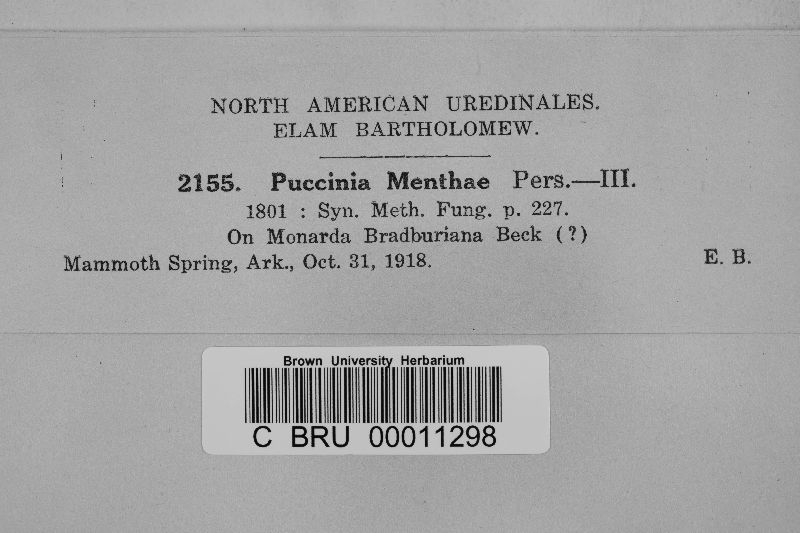 NORTH AMERICAN UREDINALES.
ELAM BARTHOLOMEW.
2155. Puccinia Menthae Pers.—III.
1801 : Syn. Meth. Fung. p. 227.
On Monarda Bradburiana Beck (?)
Mammoth Spring, Ark., Oct. 31, 1918. E. B.
Brown University Herbarium
C BRU 00011298